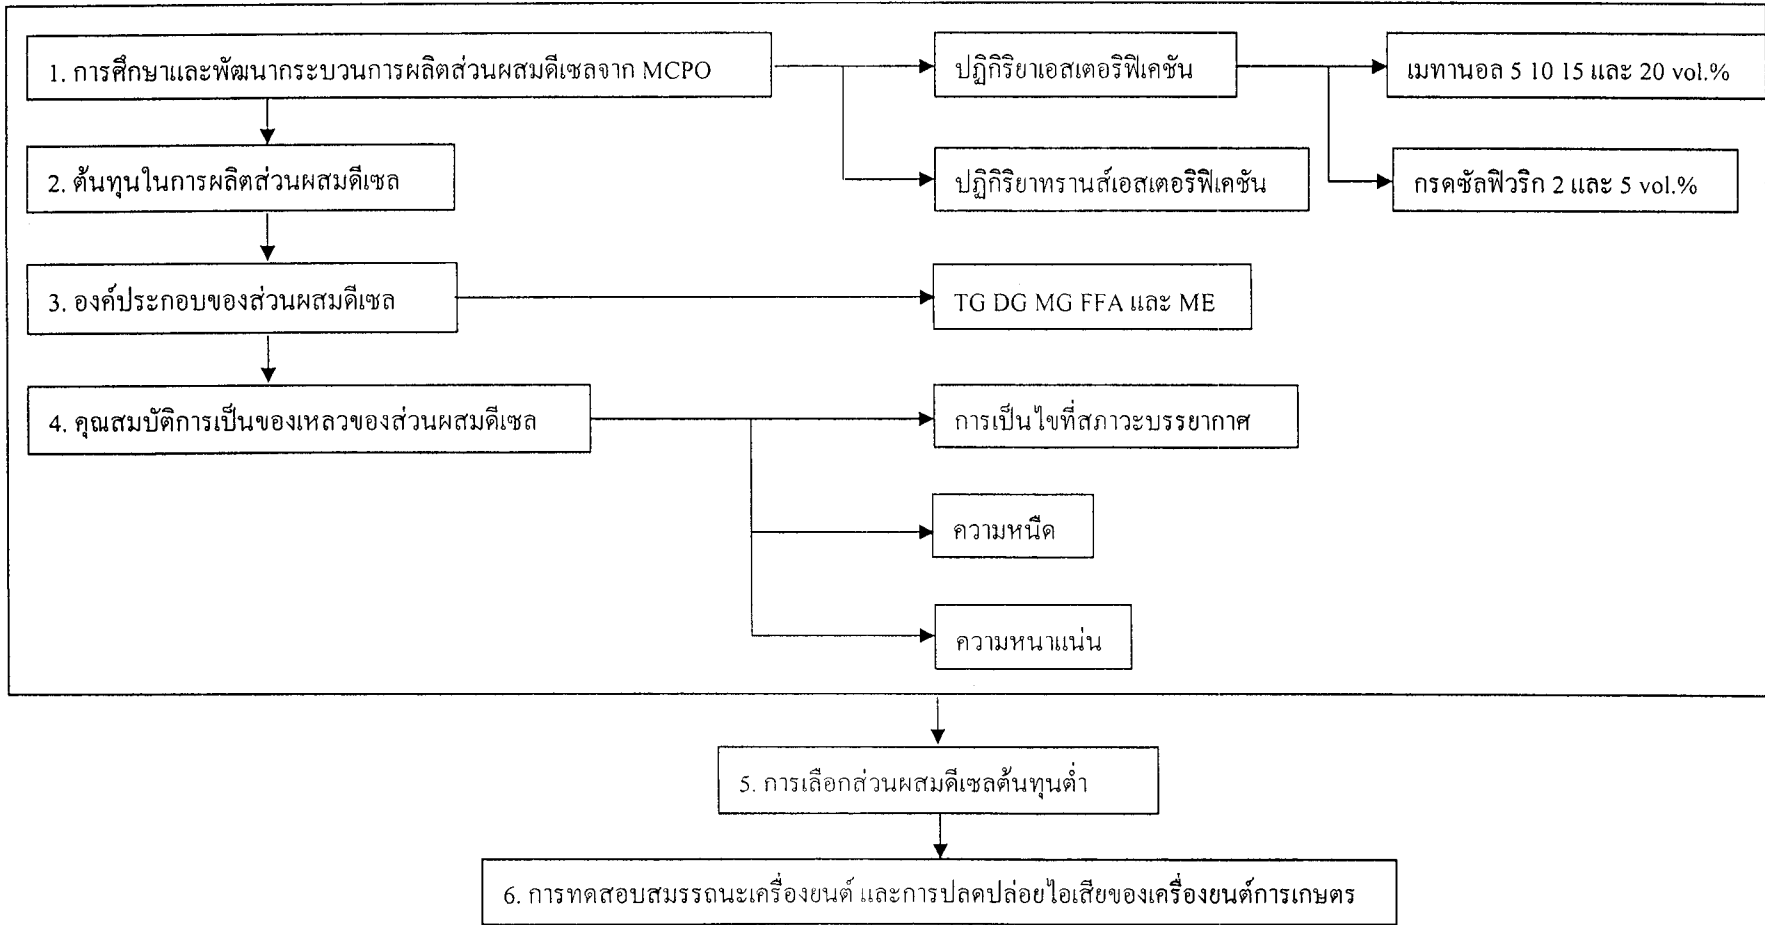 1. การศึกษาและพัฒนากระบวนการผลิตส่วนผสมดีเซลจาก MCPO
ปฏิกิริยาเอสเตอริฟิเคชัน
เมทานอล 5 10 15 และ 20 vol.%
2. ต้นทุนในการผลิตส่วนผสมดีเซล
ปฏิกิริยาทรานส์เอสเตอริฟิเคชัน
กรดซัลฟิวริก 2 และ 5 vol.%
3. องค์ประกอบของส่วนผสมดีเซล
TG DG MG FFA และ ME
4. คุณสมบัติการเป็นของเหลวของส่วนผสมดีเซล
การเป็นไขที่สภาวะบรรยากาศ
ความหนืด
ความหนาแน่น
5. การเลือกส่วนผสมดีเซลต้นทุนต่ำ
6. การทดสอบสมรรถนะเครื่องยนต์ และการปลดปล่อยไอเสียของเครื่องยนต์การเกษตร